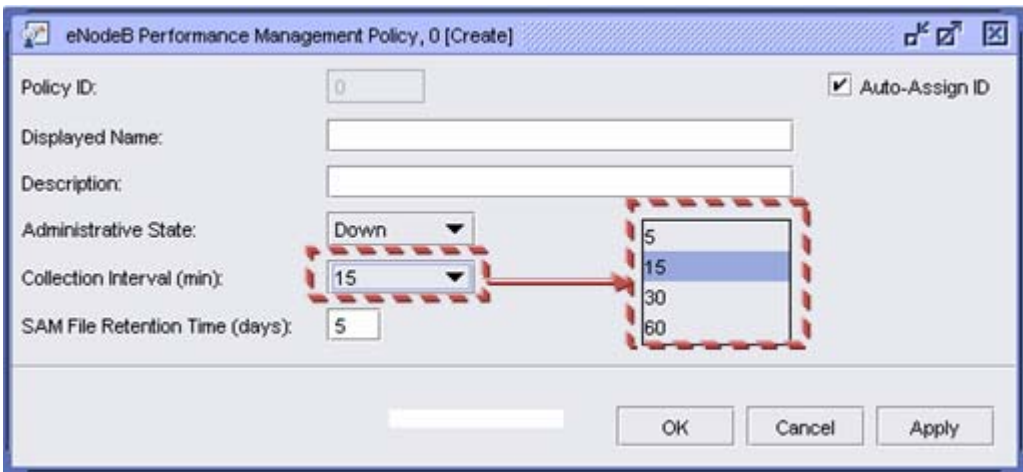 eNodeB Performance Management Policy, 0 [Create]
Policy ID: 0 Auto-Assign ID
Displayed Name:
Description:
Administrative State: Down
5
Collection Interval (min): 15
15
30
SAM File Retention Time (days): 5
60
OK Cancel Apply